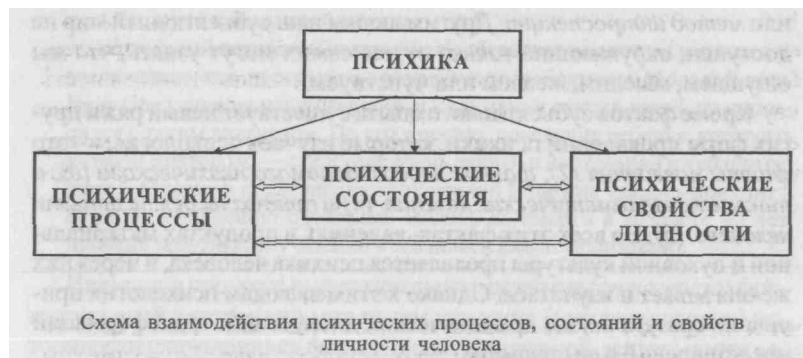 ПСИХИКА
ПСИХИЧЕСКИЕ
ПРОЦЕССЫ
ПСИХИЧЕСКИЕ
СОСТОЯНИЯ
ПСИХИЧЕСКИЕ
СВОЙСТВА
ЛИЧНОСТИ
Схема взаимодействия психических процессов, состояний и свойств
личности человека